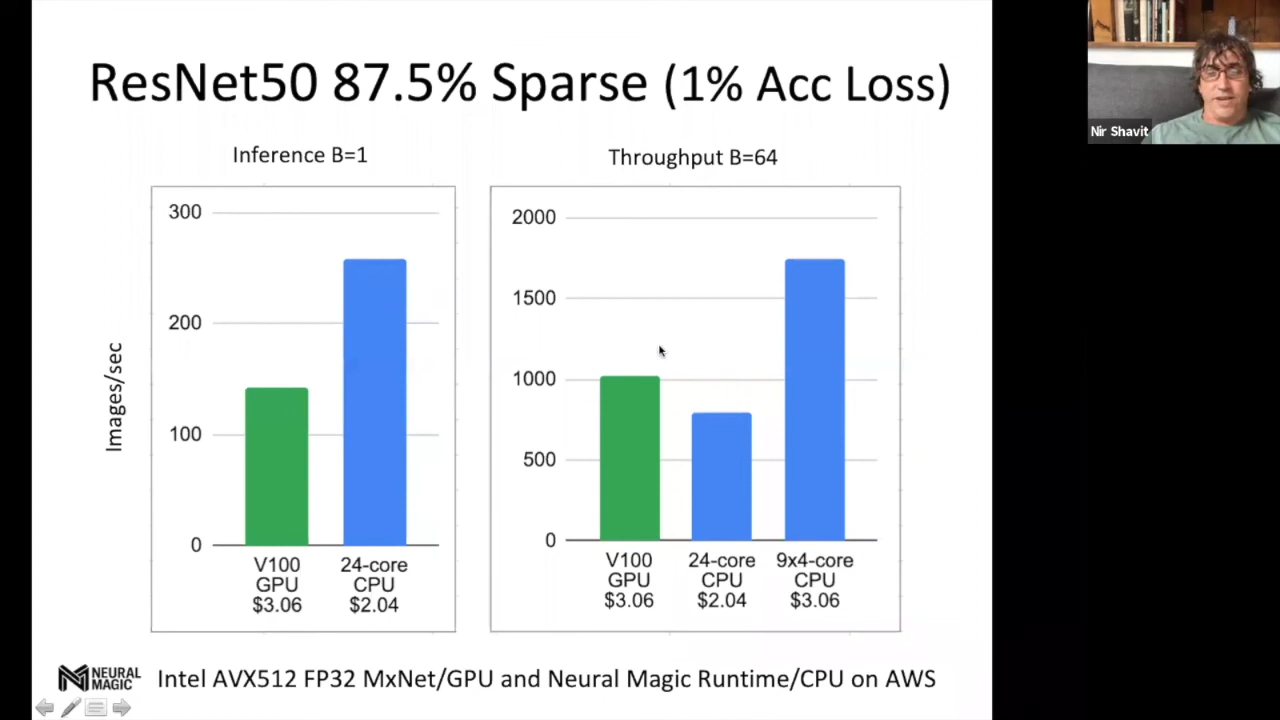 ResNet50 87.5% Sparse (1% Acc Loss)
Nir Shavit
Inference B=1
Throughput B=64
Images/sec
300
200
100
0
V100
GPU
$3.06
24-core
CPU
$2.04
2000
1500
1000
500
0
V100
GPU
$3.06
24-core
CPU
$2.04
9x4-core
CPU
$3.06
NEURAL
MAGIC
Intel AVX512 FP32 MxNet/GPU and Neural Magic Runtime/CPU on AWS